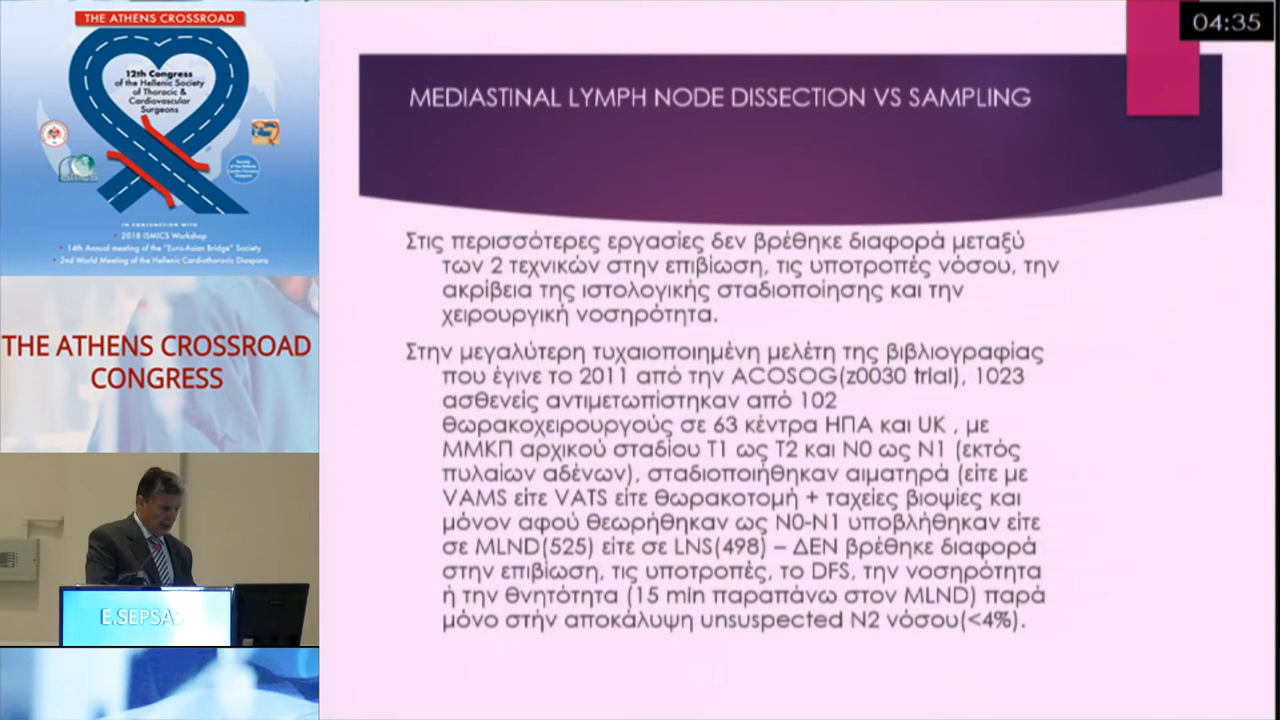 THE ATHENS CROSSROAD
12th Congress
of the Hellenic Society
of Thoracic &
Cardiovascular
Surgeons
IN CONJUNCTION WITH
• 2018 ISMICS Workshop
• 14th Annual meeting of the "Euro-Asian Bridge" Society
• 2nd World Meeting of the Hellenic Cardiothoracic Diaspora
THE ATHENS CROSSROAD
CONGRESS
E.SEPSAS
04:35
MEDIASTINAL LYMPH NODE DISSECTION VS SAMPLING
Στις περισσότερες εργασίες δεν βρέθηκε διαφορά μεταξύ
των 2 τεχνικών στην επιβίωση, τις υποτροπές νόσου, την
ακρίβεια της ιστολογικής σταδιοποίησης και την
χειρουργική νοσηρότητα.
Στην μεγαλύτερη τυχαιοποιημένη μελέτη της βιβλιογραφίας
που έγινε το 2011 από την ACOSOG(z0030 trial), 1023
ασθενείς αντιμετωπίστηκαν από 102
θωρακοχειρουργούς σε 63 κέντρα ΗΠΑ και UK , με
ΜΜΚΠ αρχικού σταδίου T1 ως T2 και N0 ως N1 (εκτός
πυλαίων αδένων), σταδιοποιήθηκαν αιματηρά (είτε με
VAMS είτε VATS είτε θωρακοτομή + ταχείες βιοψίες και
μόνον αφού θεωρήθηκαν ως N0-N1 υποβλήθηκαν είτε
σε MLND(525) είτε σε LNS(498) – ΔΕΝ βρέθηκε διαφορά
στην επιβίωση, τις υποτροπές, το DFS, την νοσηρότητα
ή την θνητότητα (15 min παραπάνω στον MLND) παρά
μόνο στήν αποκάλυψη unsuspected N2 νόσου(<4%).